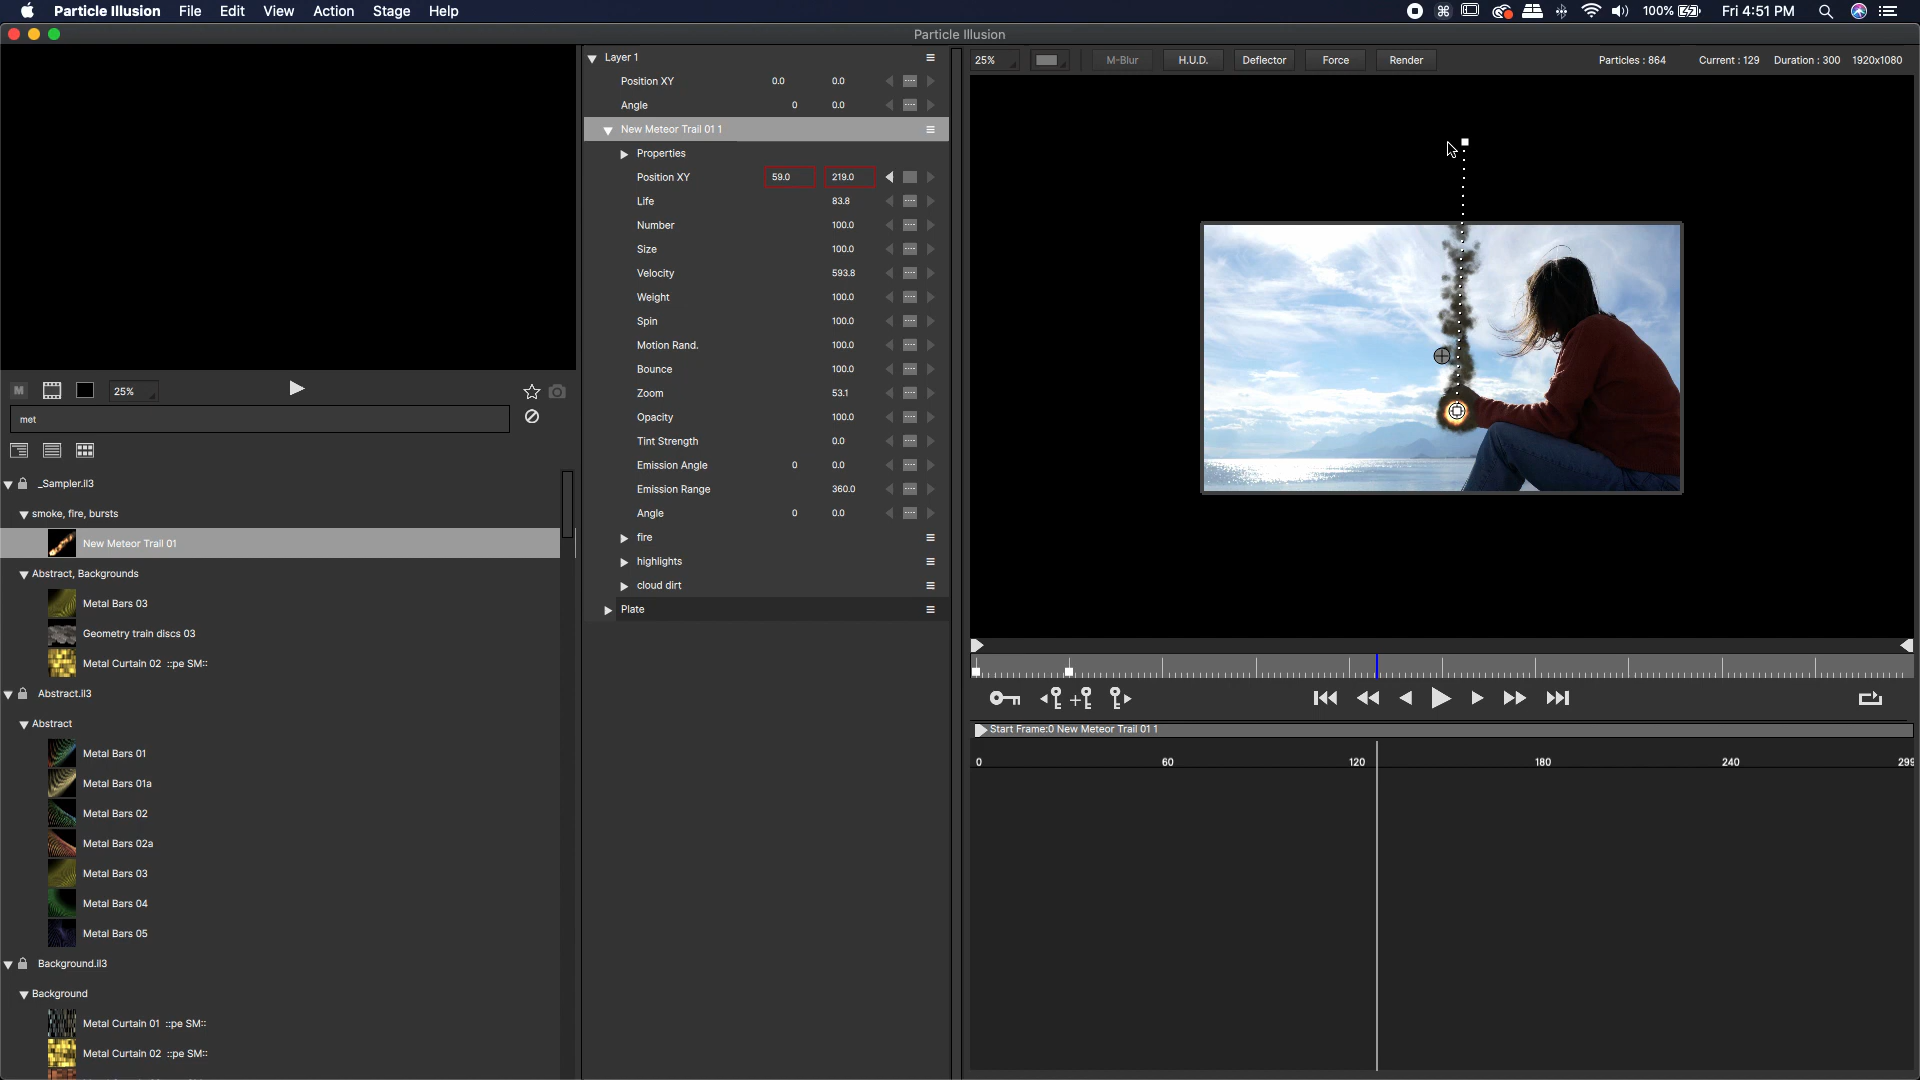 Particle Illusion File Edit View Action Stage Help 100% Fri 4:51 PM
Particle Illusion
Layer 1
Position XY 0.0 0.0
Angle 0 0.0
New Meteor Trail 01 1
Properties
Position XY 59.0 219.0
Life 83.8
Number 100.0
Size 100.0
Velocity 593.8
Weight 100.0
Spin 100.0
Motion Rand. 100.0
Bounce 100.0
Zoom 53.1
Opacity 100.0
Tint Strength 0.0
Emission Angle 0 0.0
Emission Range 360.0
Angle 0 0.0
fire
highlights
cloud dirt
Plate
25% M-Blur H.U.D. Deflector Force Render Particles : 864 Current : 129 Duration : 300 1920x1080
M 25%
met
_Sampler.il3
smoke, fire, bursts
New Meteor Trail 01
Abstract, Backgrounds
Metal Bars 03
Geometry train discs 03
Metal Curtain 02 ::pe SM::
Abstract.il3
Abstract
Metal Bars 01
Metal Bars 01a
Metal Bars 02
Metal Bars 02a
Metal Bars 03
Metal Bars 04
Metal Bars 05
Background.il3
Background
Metal Curtain 01 ::pe SM::
Metal Curtain 02 ::pe SM::
Start Frame:0 New Meteor Trail 01 1
0 60 120 180 240 299